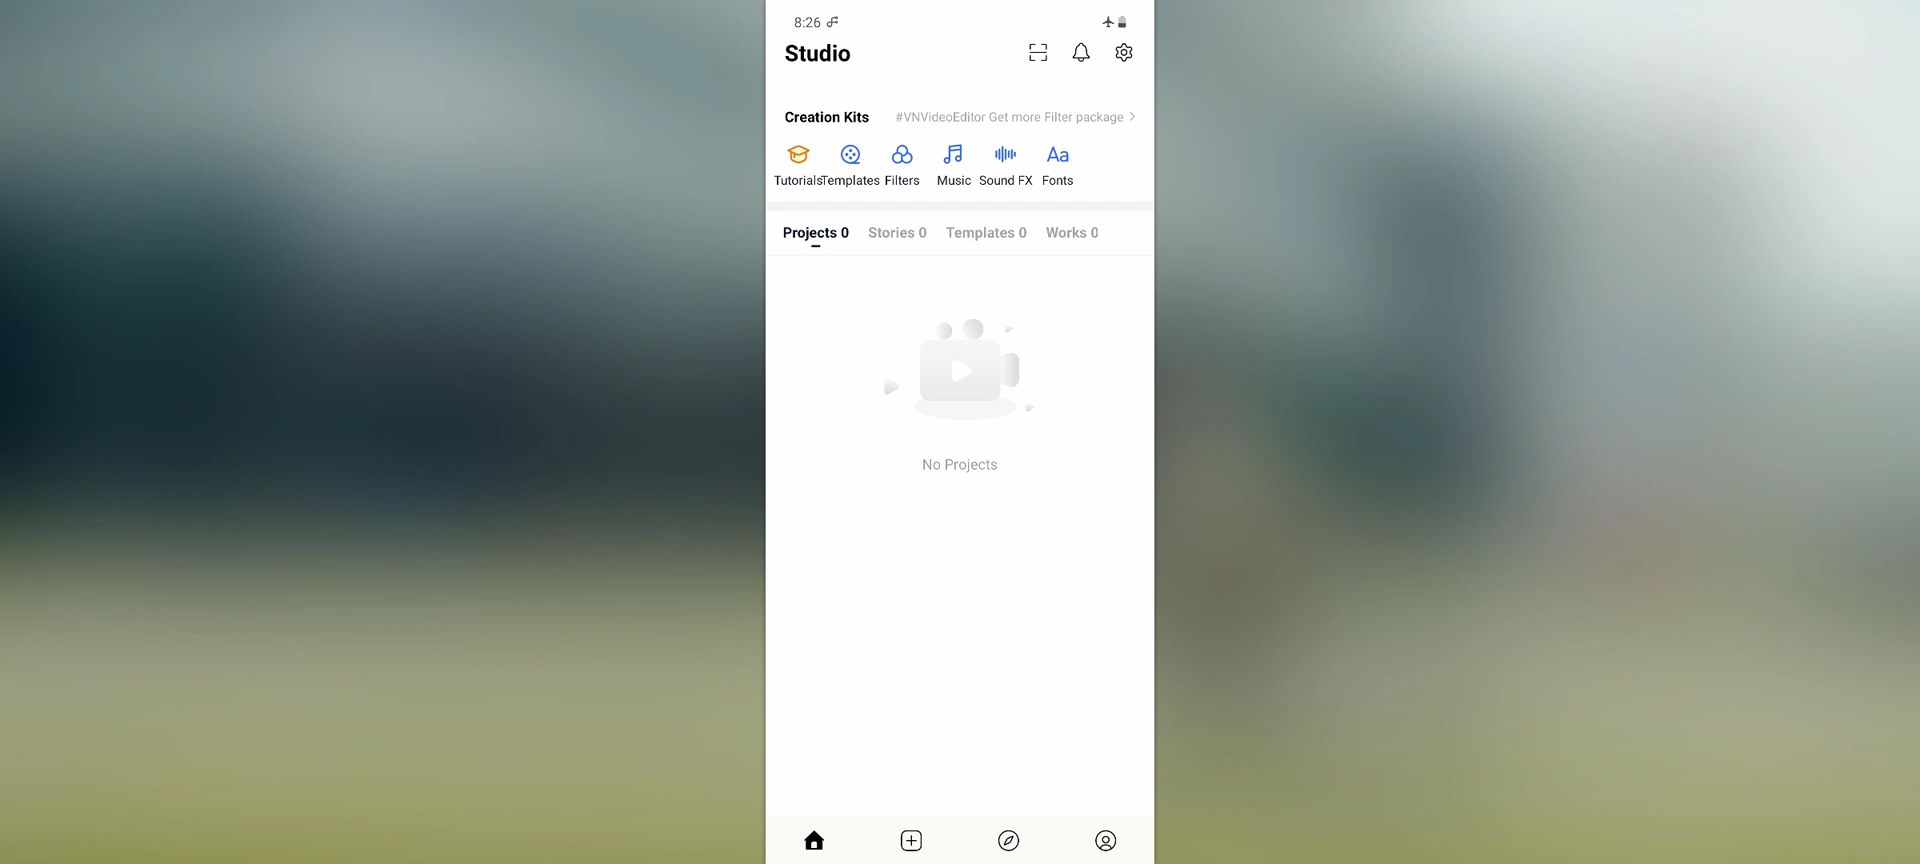 8:26
Studio
Creation Kits #VNVideoEditor Get more Filter package
Tutorials Templates Filters Music Sound FX Fonts
Projects 0 Stories 0 Templates 0 Works 0
No Projects